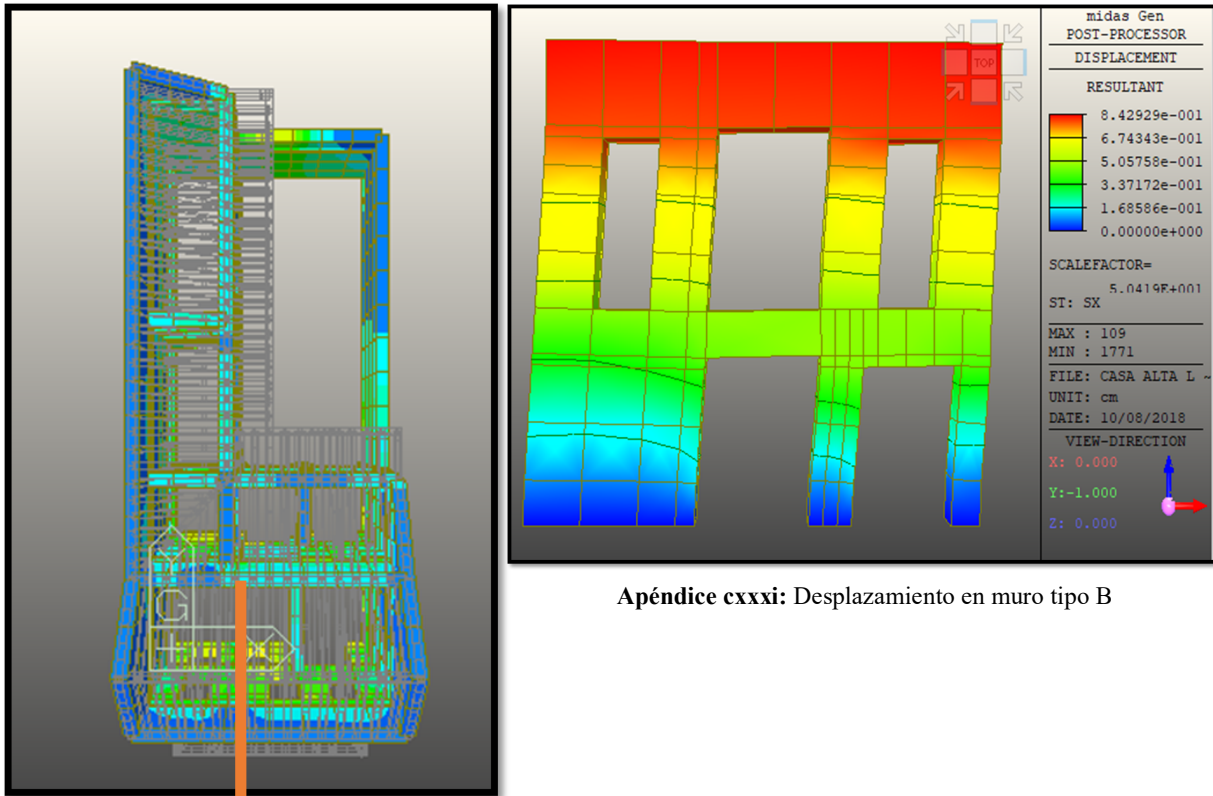 midas Gen
POST-PROCESSOR
DISPLACEMENT
RESULTANT
8.42929e-001
6.74343e-001
5.05758e-001
3.37172e-001
1.68586e-001
0.00000e+000
SCALEFACTOR=
5.0419E+001
ST: SX
MAX : 109
MIN : 1771
FILE: CASA ALTA L ~
UNIT: cm
DATE: 10/08/2018
VIEW-DIRECTION
X: 0.000
Y:-1.000
Z: 0.000
TOP
Apéndice cxxxi: Desplazamiento en muro tipo B